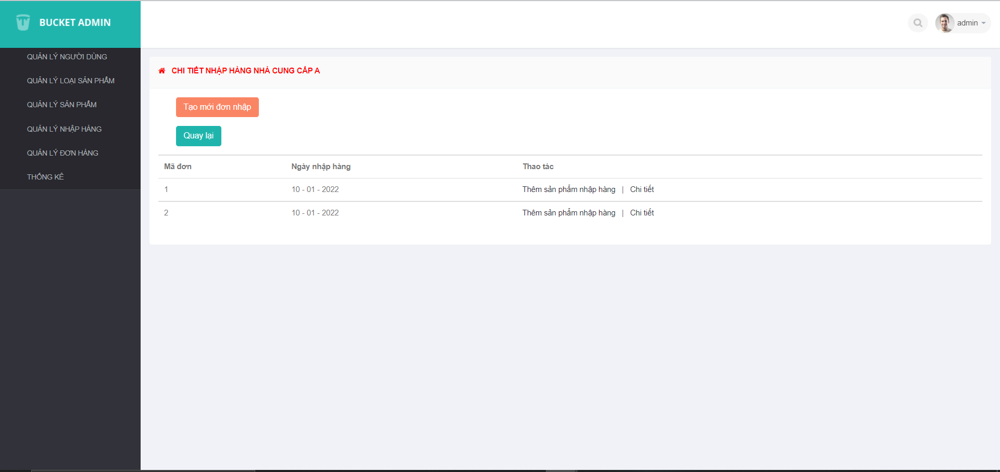 BUCKET ADMIN
admin
QUẢN LÝ NGƯỜI DÙNG
QUẢN LÝ LOẠI SẢN PHẨM
QUẢN LÝ SẢN PHẨM
QUẢN LÝ NHẬP HÀNG
QUẢN LÝ ĐƠN HÀNG
THỐNG KÊ
CHI TIẾT NHẬP HÀNG NHÀ CUNG CẤP A
Tạo mới đơn nhập
Quay lại
Mã đơn Ngày nhập hàng Thao tác
1 10 - 01 - 2022 Thêm sản phẩm nhập hàng | Chi tiết
2 10 - 01 - 2022 Thêm sản phẩm nhập hàng | Chi tiết